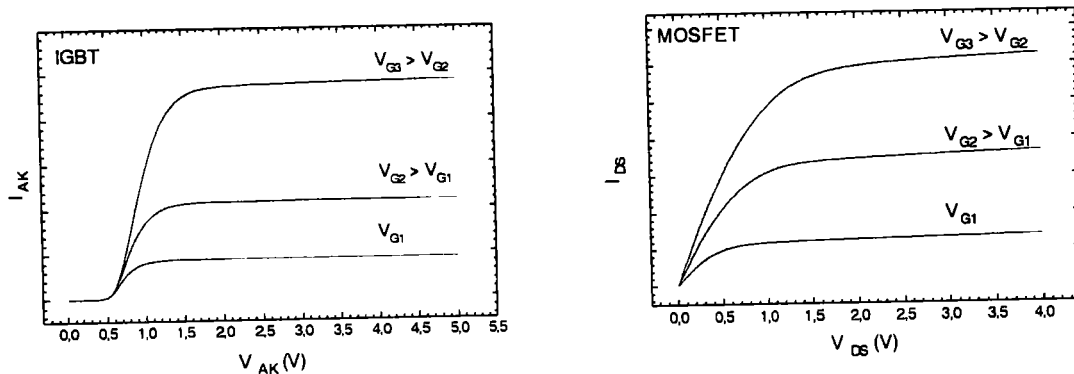 IGBT
V_G3 > V_G2
V_G2 > V_G1
V_G1
I_AK
0,0 0,5 1,0 1,5 2,0 2,5 3,0 3,5 4,0 4,5 5,0 5,5
V_AK (V)
MOSFET
V_G3 > V_G2
V_G2 > V_G1
V_G1
I_DS
0,0 0,5 1,0 1,5 2,0 2,5 3,0 3,5 4,0
V_DS (V)